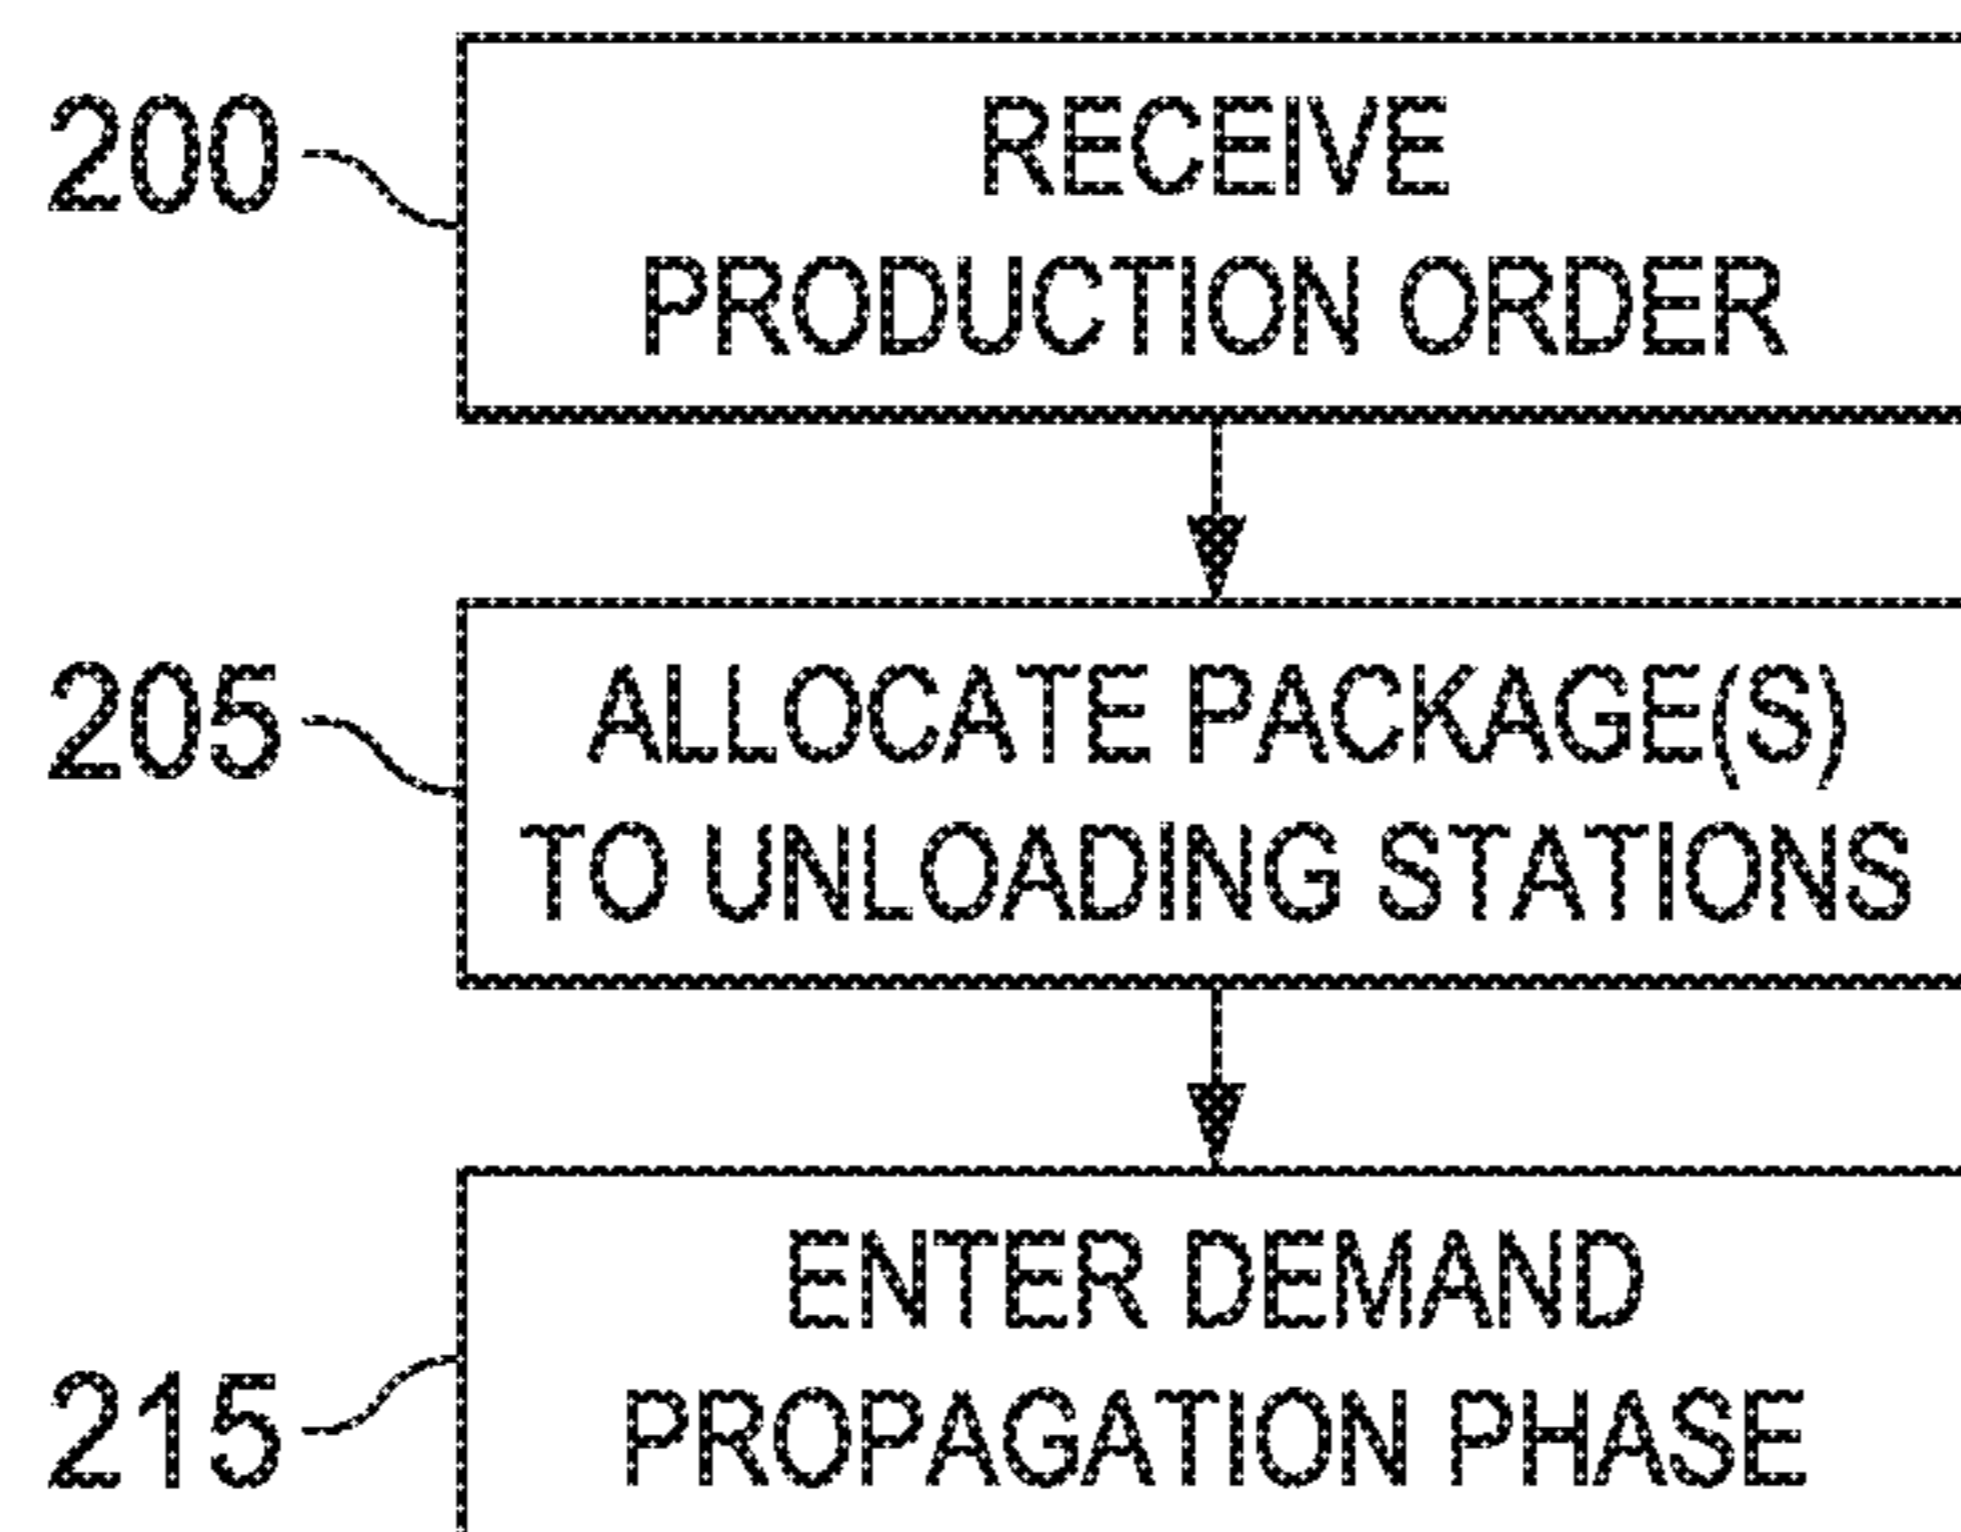 200
RECEIVE
PRODUCTION ORDER
205
ALLOCATE PACKAGE(S)
TO UNLOADING STATIONS
215
ENTER DEMAND
PROPAGATION PHASE